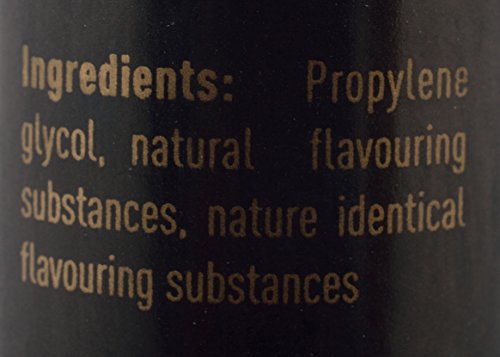 Ingredients: Propylene
glycol, natural flavouring
substances, nature identical
flavouring substances